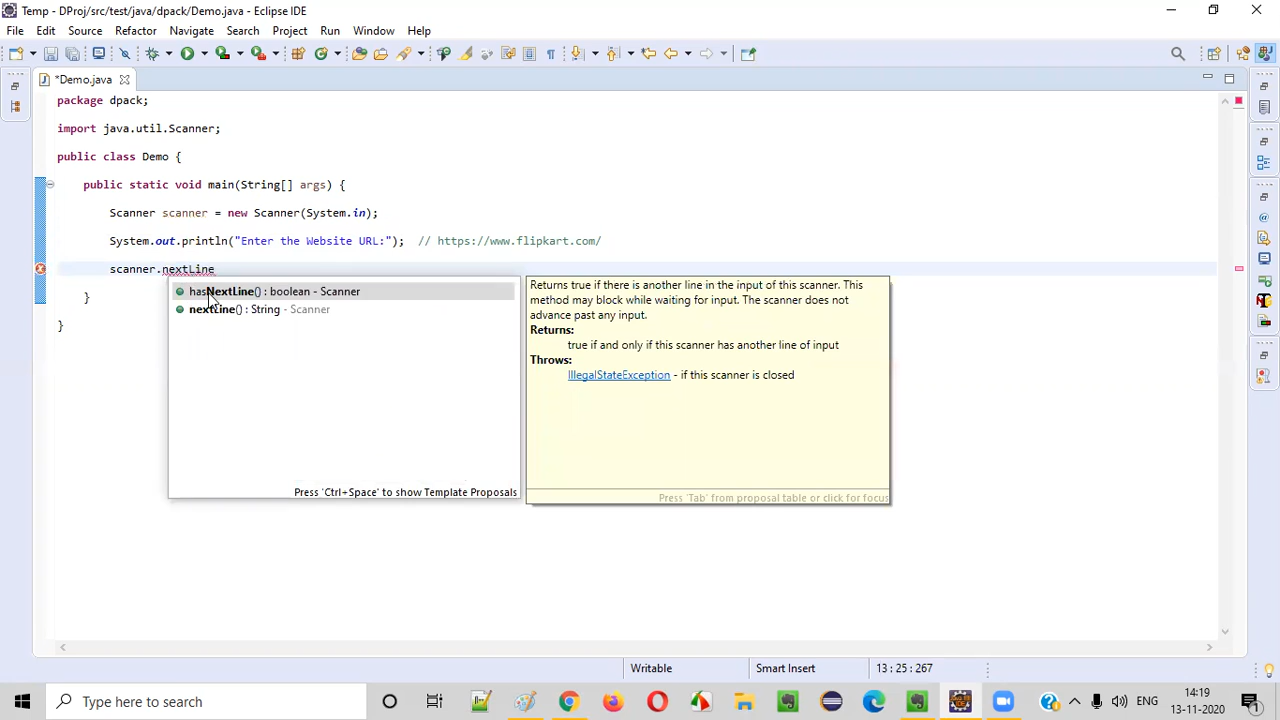 Temp - DProj/src/test/java/dpack/Demo.java - Eclipse IDE
File Edit Source Refactor Navigate Search Project Run Window Help
*Demo.java
package dpack;
import java.util.Scanner;
public class Demo {
public static void main(String[] args) {
Scanner scanner = new Scanner(System.in);
System.out.println("Enter the Website URL:"); // https://www.flipkart.com/
scanner.nextLine
hasNextLine() : boolean - Scanner
nextLine() : String - Scanner
Press 'Ctrl+Space' to show Template Proposals
Returns true if there is another line in the input of this scanner. This
method may block while waiting for input. The scanner does not
advance past any input.
Returns:
true if and only if this scanner has another line of input
Throws:
IllegalStateException - if this scanner is closed
Press 'Tab' from proposal table or click for focus
}
}
Writable Smart Insert 13 : 25 : 267
Type here to search
ENG
14:19
13-11-2020